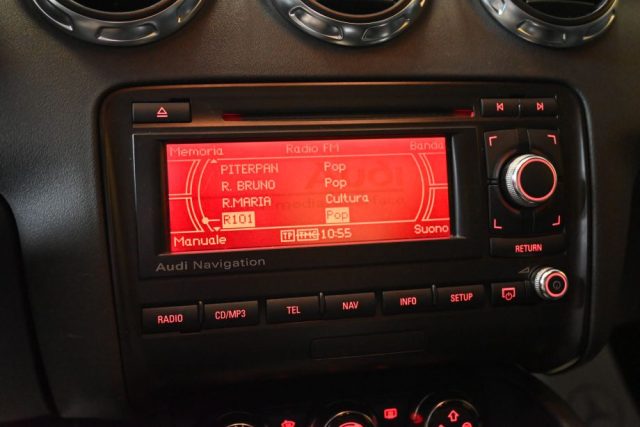 Memoria Radio FM Banda
PITERPAN Pop
R. BRUNO Pop
R.MARIA Cultura
R101 Pop
Manuale TP TMC 10:55 Suono
Audi Navigation
RETURN
RADIO CD/MP3 TEL NAV INFO SETUP